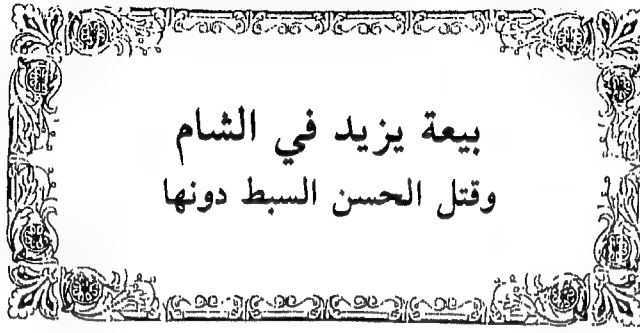 بيعة يزيد في الشام
وقتل الحسن السبط دونها